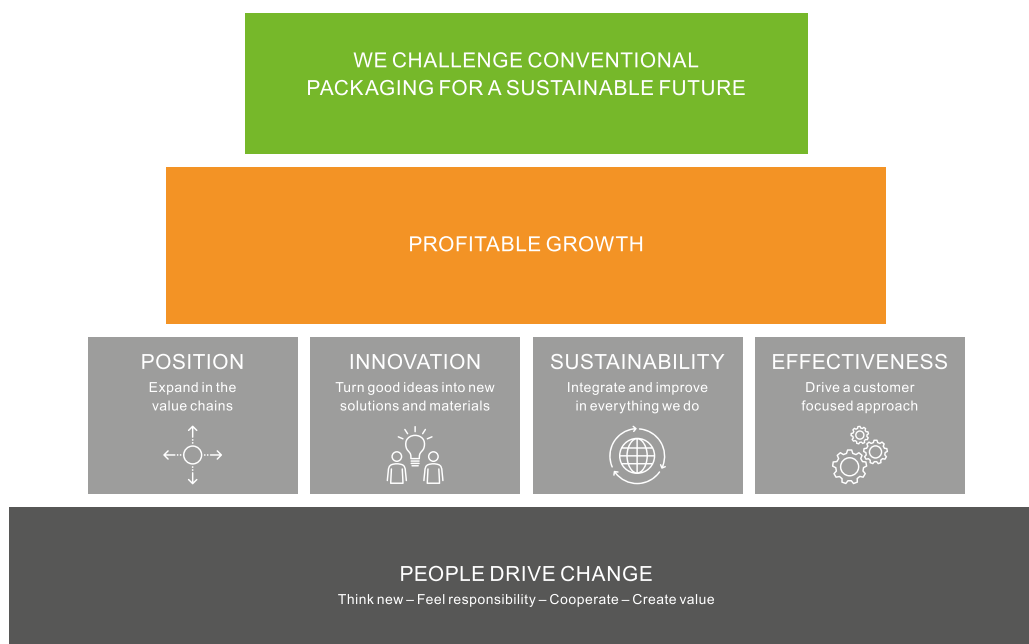 WE CHALLENGE CONVENTIONAL
PACKAGING FOR A SUSTAINABLE FUTURE
PROFITABLE GROWTH
POSITION
Expand in the
value chains
INNOVATION
Turn good ideas into new
solutions and materials
SUSTAINABILITY
Integrate and improve
in everything we do
EFFECTIVENESS
Drive a customer
focused approach
PEOPLE DRIVE CHANGE
Think new – Feel responsibility – Cooperate – Create value